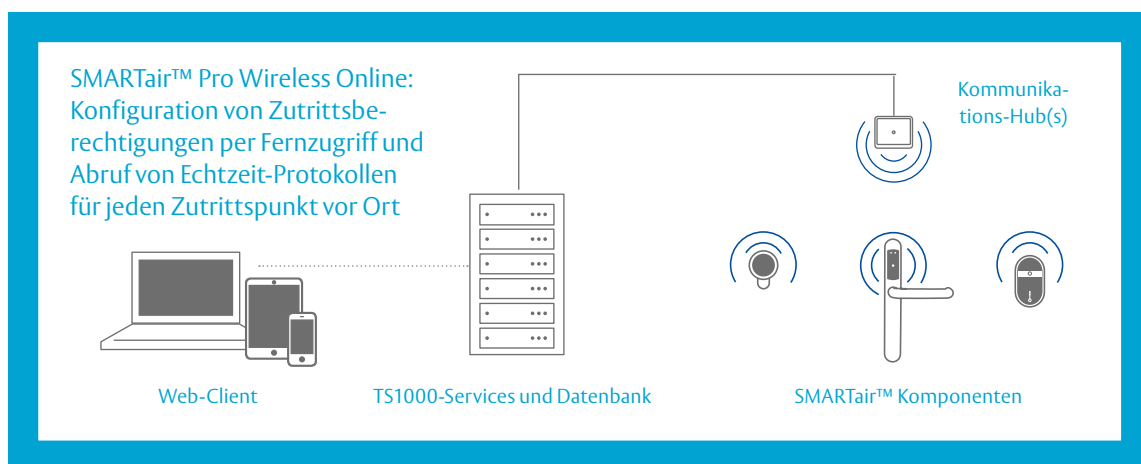 SMARTair™ Pro Wireless Online:
Konfiguration von Zutrittsbe-
rechtigungen per Fernzugriff und
Abruf von Echtzeit-Protokollen
für jeden Zutrittspunkt vor Ort
Kommunika-
tions-Hub(s)
Web-Client
TS1000-Services und Datenbank
SMARTair™ Komponenten